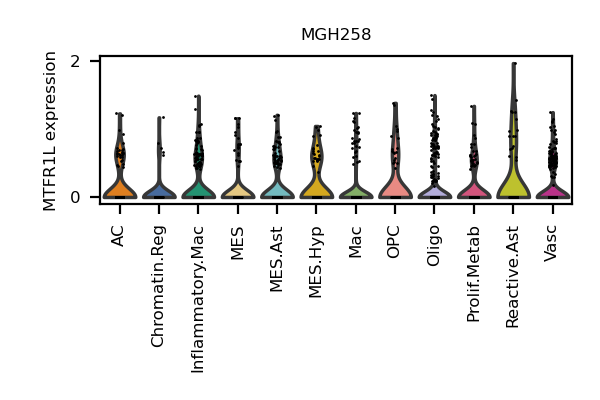 MGH258
MTFR1L expression
2
0
AC
Chromatin.Reg
Inflammatory.Mac
MES
MES.Ast
MES.Hyp
Mac
OPC
Oligo
Prolif.Metab
Reactive.Ast
Vasc